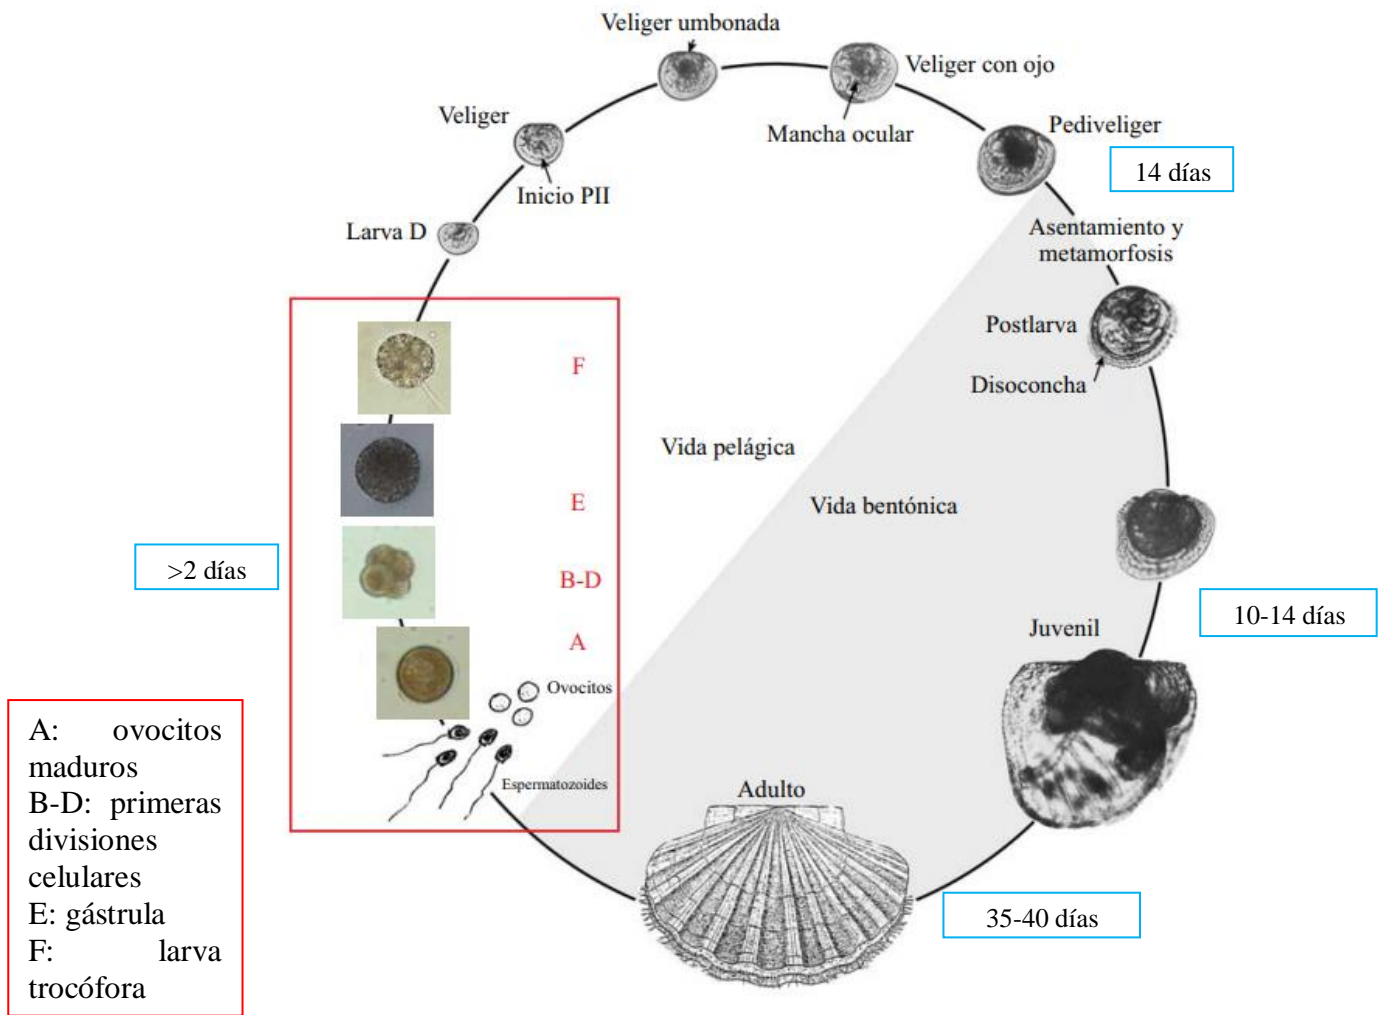 Veliger umbonada
Veliger con ojo
Mancha ocular
Veliger
Inicio PII
Pediveliger
14 días
Larva D
Asentamiento y
metamorfosis
Postlarva
Disoconcha
F
Vida pelágica
E
Vida bentónica
>2 días
B-D
10-14 días
A
Juvenil
Ovocitos
Espermatozoides
Adulto
35-40 días
A: ovocitos
maduros
B-D: primeras
divisiones
celulares
E: gástrula
F: larva
trocófora